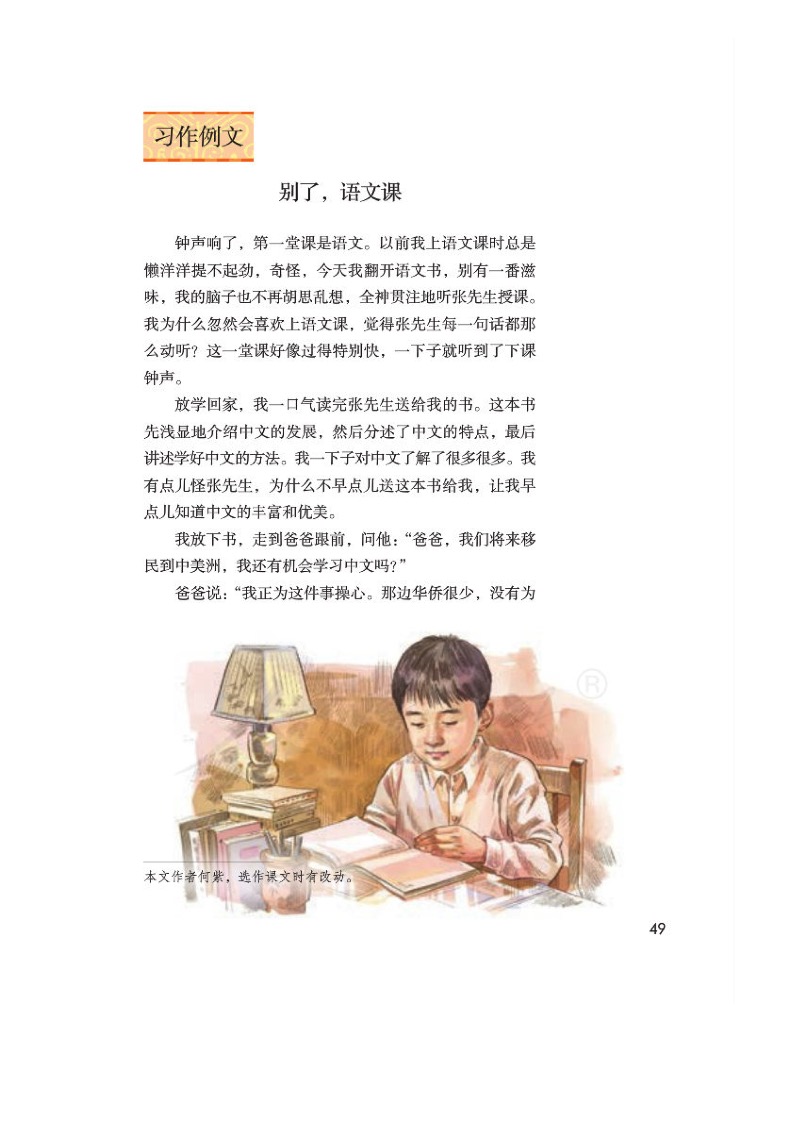 习作例文
别了，语文课
钟声响了，第一堂课是语文。以前我上语文课时总是
懒洋洋提不起劲，奇怪，今天我翻开语文书，别有一番滋
味，我的脑子也不再胡思乱想，全神贯注地听张先生授课。
我为什么忽然会喜欢上语文课，觉得张先生每一句话都那
么动听？这一堂课好像过得特别快，一下子就听到了下课
钟声。
放学回家，我一口气读完张先生送给我的书。这本书
先浅显地介绍中文的发展，然后分述了中文的特点，最后
讲述学好中文的方法。我一下子对中文了解了很多很多。我
有点儿怪张先生，为什么不早点儿送这本书给我，让我早
点儿知道中文的丰富和优美。
我放下书，走到爸爸跟前，问他：“爸爸，我们将来移
民到中美洲，我还有机会学习中文吗？”
爸爸说：“我正为这件事操心。那边华侨很少，没有为
®
本文作者何紫，选作课文时有改动。
49